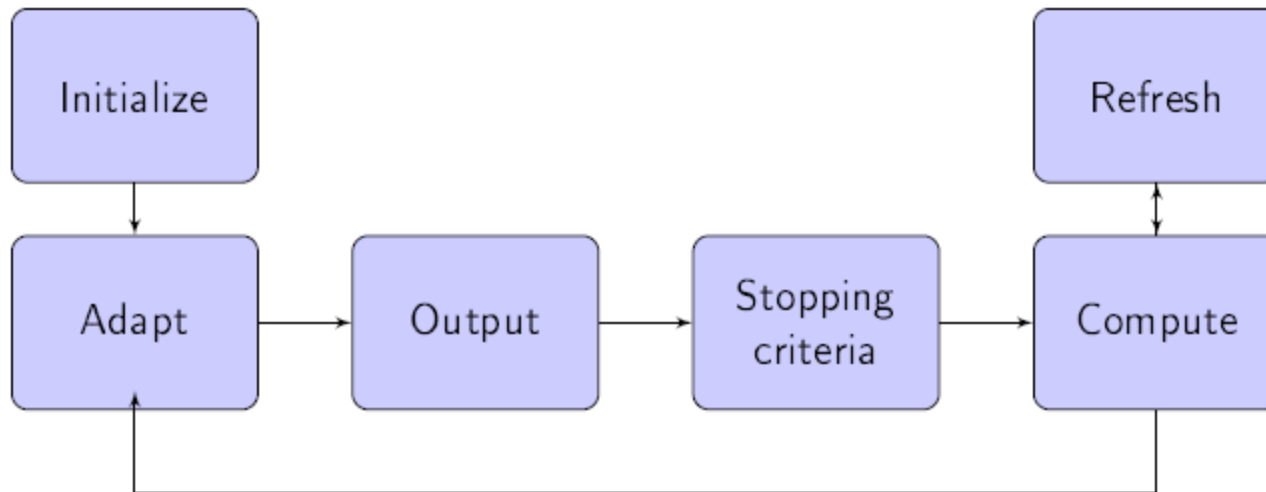 Initialize
Refresh
Adapt
Output
Stopping
criteria
Compute